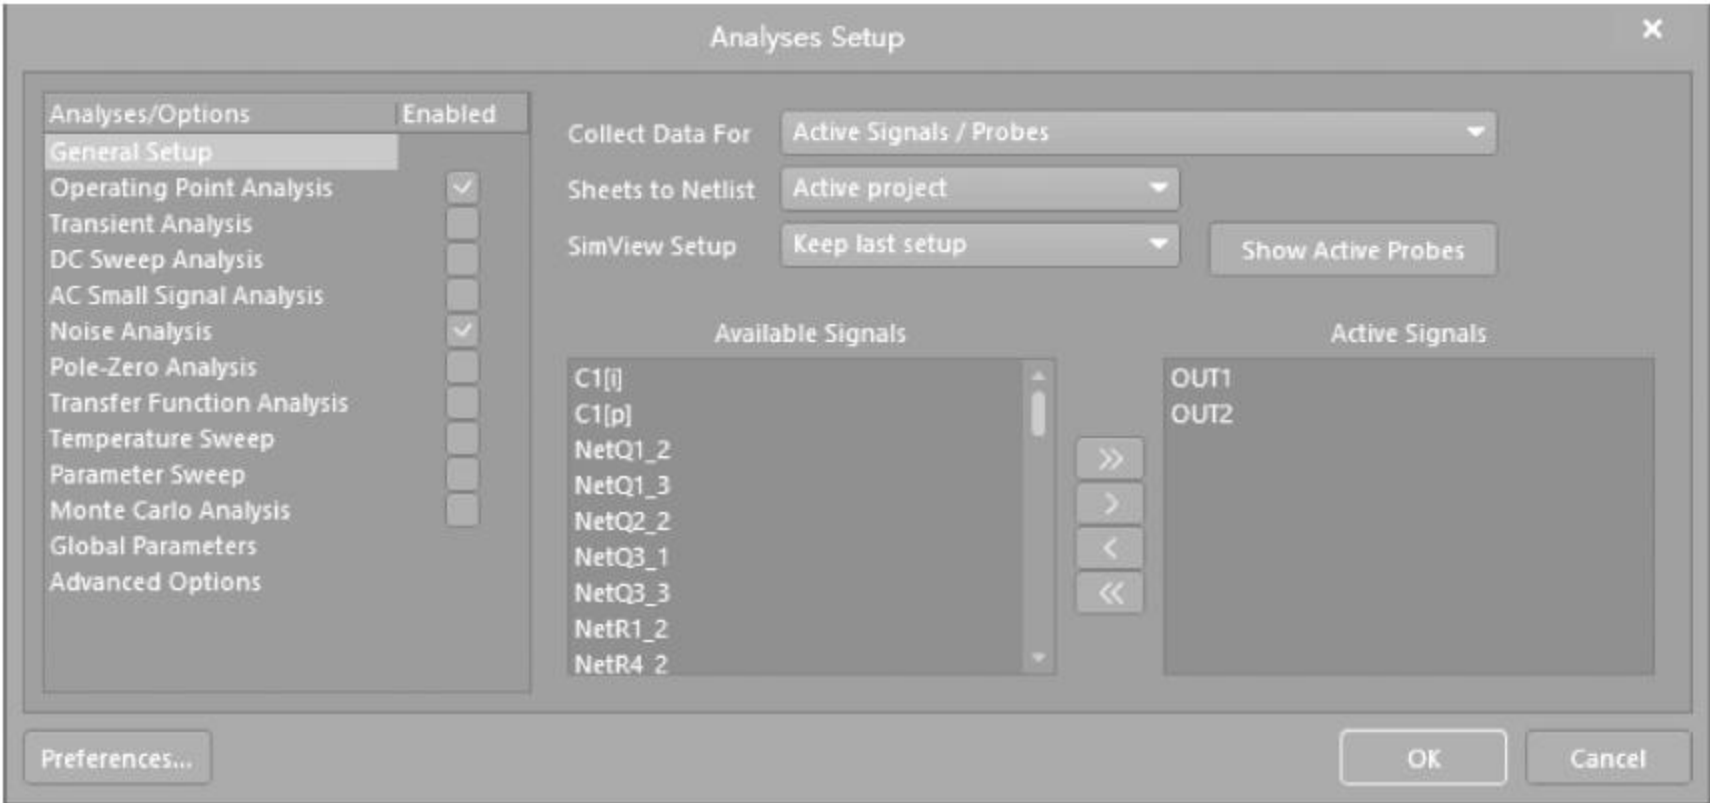 Analyses Setup
Analyses/Options Enabled
General Setup
Operating Point Analysis
Transient Analysis
DC Sweep Analysis
AC Small Signal Analysis
Noise Analysis
Pole-Zero Analysis
Transfer Function Analysis
Temperature Sweep
Parameter Sweep
Monte Carlo Analysis
Global Parameters
Advanced Options
Collect Data For Active Signals / Probes
Sheets to Netlist Active project
SimView Setup Keep last setup Show Active Probes
Available Signals
C1[i]
C1[p]
NetQ1_2
NetQ1_3
NetQ2_2
NetQ3_1
NetQ3_3
NetR1_2
NetR4_2
>>
>
<
<<
Active Signals
OUT1
OUT2
Preferences... OK Cancel